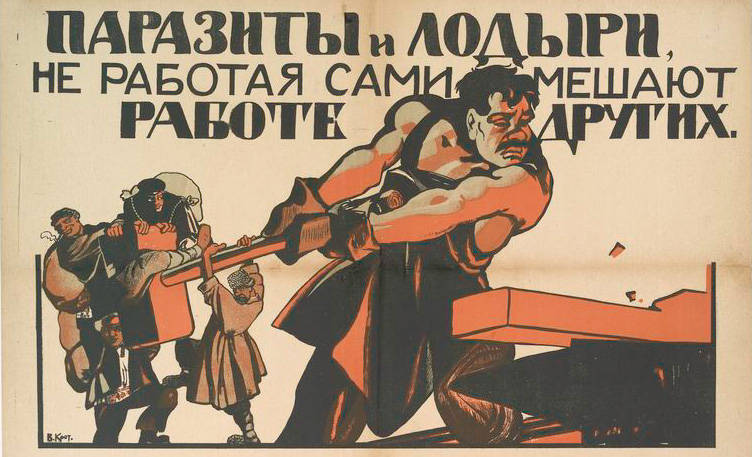 ПАРАЗИТЫ и ЛОДЫРИ,
НЕ РАБОТАЯ САМИ МЕШАЮТ
РАБОТЕ ДРУГИХ.
В. Крот.